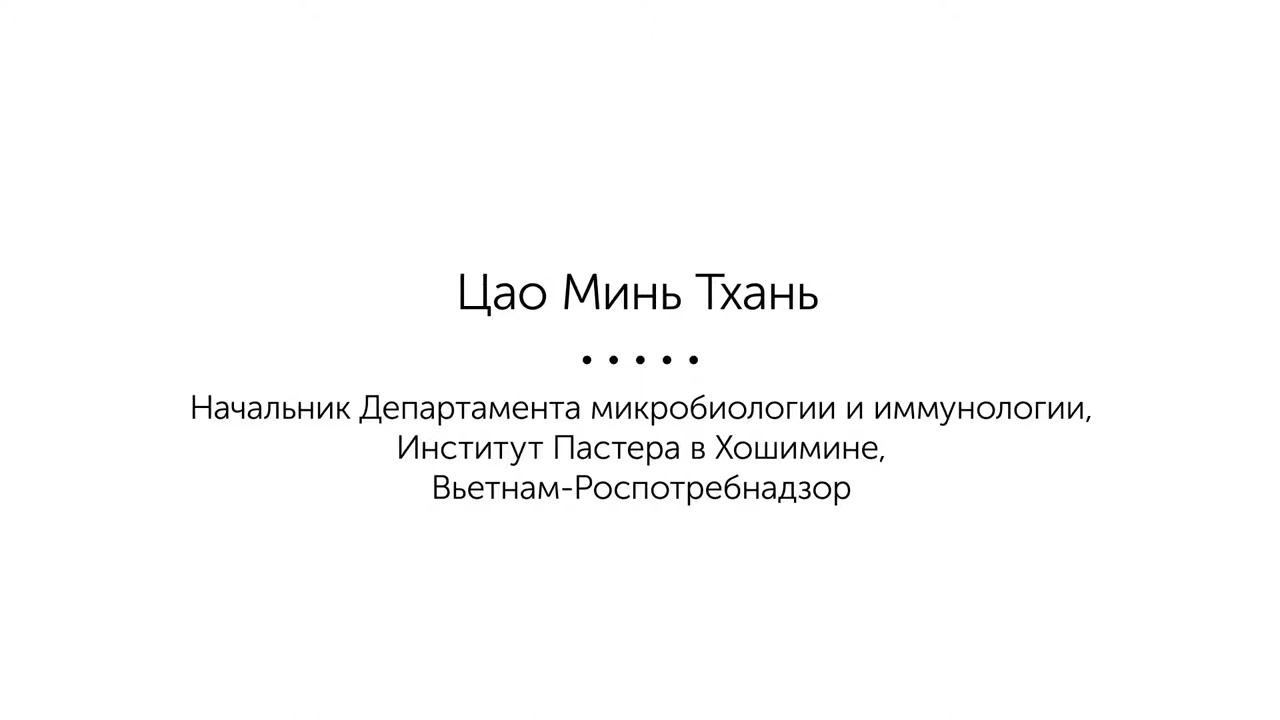 Цао Минь Тхань
• • • • •
Начальник Департамента микробиологии и иммунологии,
Институт Пастера в Хошимине,
Вьетнам-Роспотребнадзор